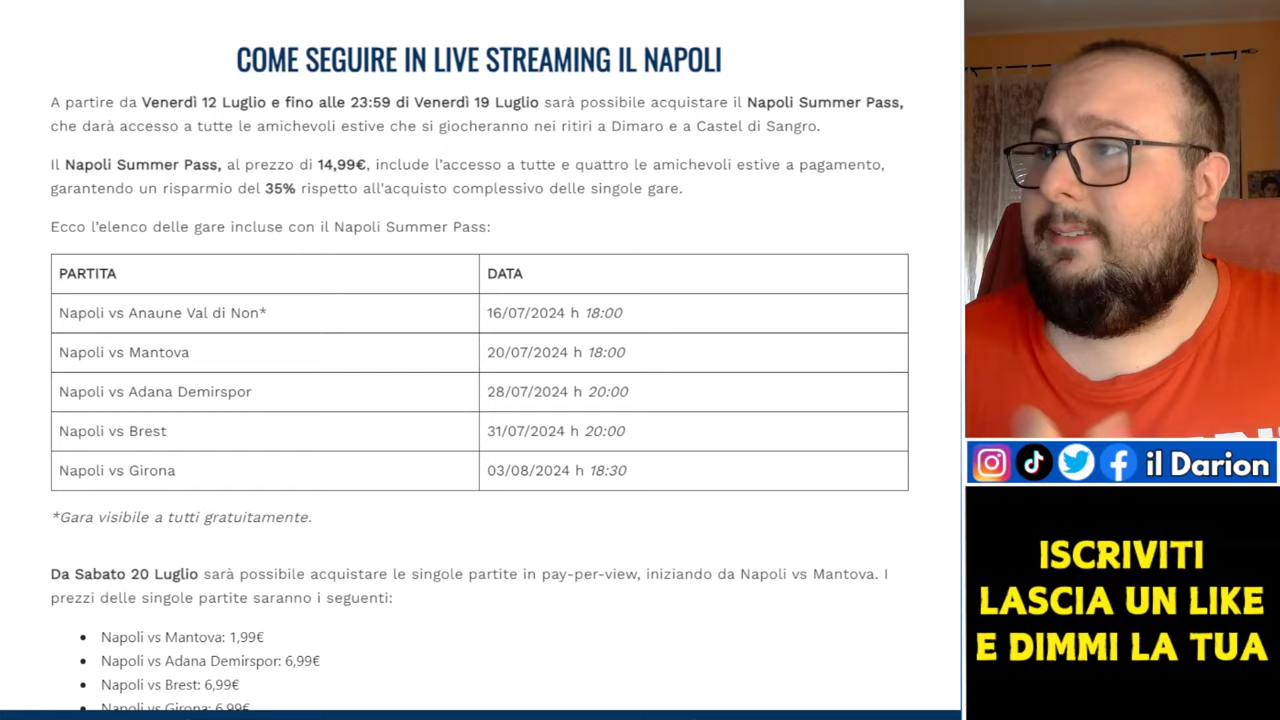 COME SEGUIRE IN LIVE STREAMING IL NAPOLI
A partire da Venerdì 12 Luglio e fino alle 23:59 di Venerdì 19 Luglio sarà possibile acquistare il Napoli Summer Pass,
che darà accesso a tutte le amichevoli estive che si giocheranno nei ritiri a Dimaro e a Castel di Sangro.
Il Napoli Summer Pass, al prezzo di 14,99€, include l’accesso a tutte e quattro le amichevoli estive a pagamento,
garantendo un risparmio del 35% rispetto all'acquisto complessivo delle singole gare.
Ecco l’elenco delle gare incluse con il Napoli Summer Pass:
PARTITA DATA
Napoli vs Anaune Val di Non* 16/07/2024 h 18:00
Napoli vs Mantova 20/07/2024 h 18:00
Napoli vs Adana Demirspor 28/07/2024 h 20:00
Napoli vs Brest 31/07/2024 h 20:00
Napoli vs Girona 03/08/2024 h 18:30
*Gara visibile a tutti gratuitamente.
Da Sabato 20 Luglio sarà possibile acquistare le singole partite in pay-per-view, iniziando da Napoli vs Mantova. I
prezzi delle singole partite saranno i seguenti:
Napoli vs Mantova: 1,99€
Napoli vs Adana Demirspor: 6,99€
Napoli vs Brest: 6,99€
Napoli vs Girona: 6,99€
il Darion
ISCRIVITI
LASCIA UN LIKE
E DIMMI LA TUA